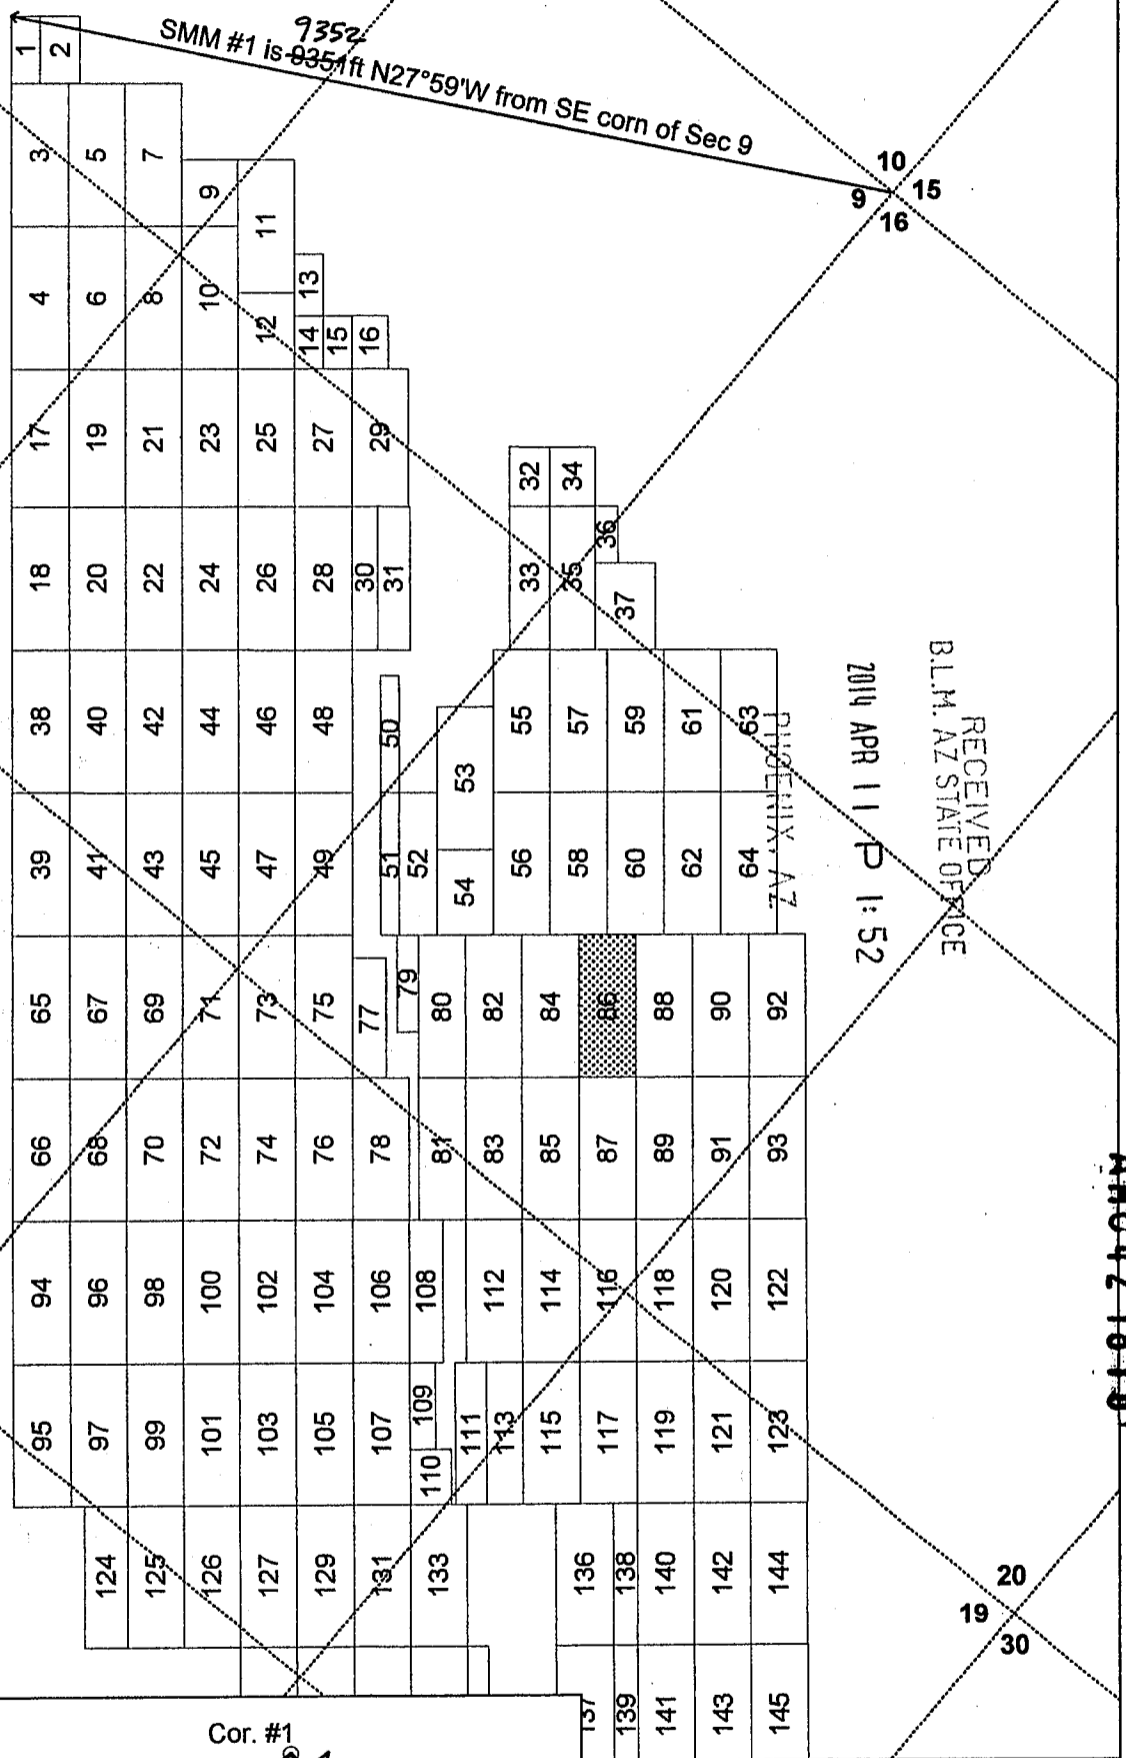 9352
SMM #1 is 9351ft N27°59'W from SE corn of Sec 9
10
9 15
16
1 2
3 5 7 9 11
4 6 8 10 12 13
14 15 16
17 19 21 23 25 27 29
32 34
18 20 22 24 26 28 30 31
33 35 36 37
38 40 42 44 46 48 50 53 55 57 59 61 63
39 41 43 45 47 49 51 52 54 56 58 60 62 64
65 67 69 71 73 75 77 79 80 82 84 86 88 90 92
66 68 70 72 74 76 78 81 83 85 87 89 91 93
94 96 98 100 102 104 106 108 112 114 116 118 120 122
95 97 99 101 103 105 107 109 110 111 113 115 117 119 121 123
124 125 126 127 129 131 133 136 138 140 142 144
137 139 141 143 145
RECEIVED
B.L.M. AZ STATE OFFICE
2014 APR 11 P 1:52
PHOENIX, AZ
20
19
30
Cor. #1